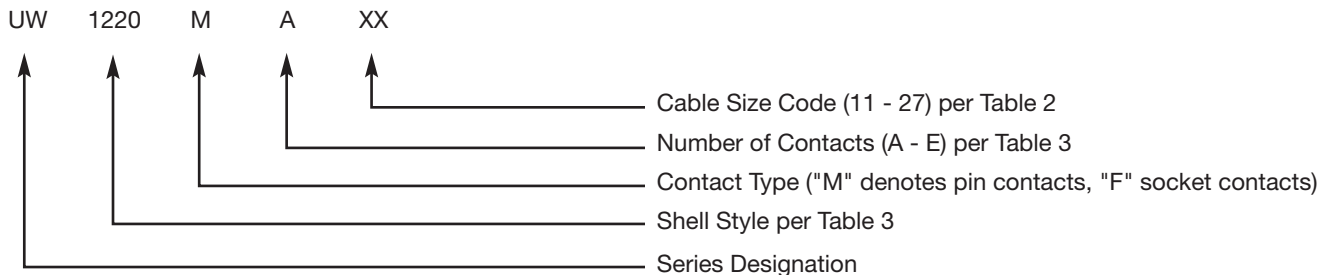 UW 1220 M A XX
Cable Size Code (11 - 27) per Table 2
Number of Contacts (A - E) per Table 3
Contact Type ("M" denotes pin contacts, "F" socket contacts)
Shell Style per Table 3
Series Designation